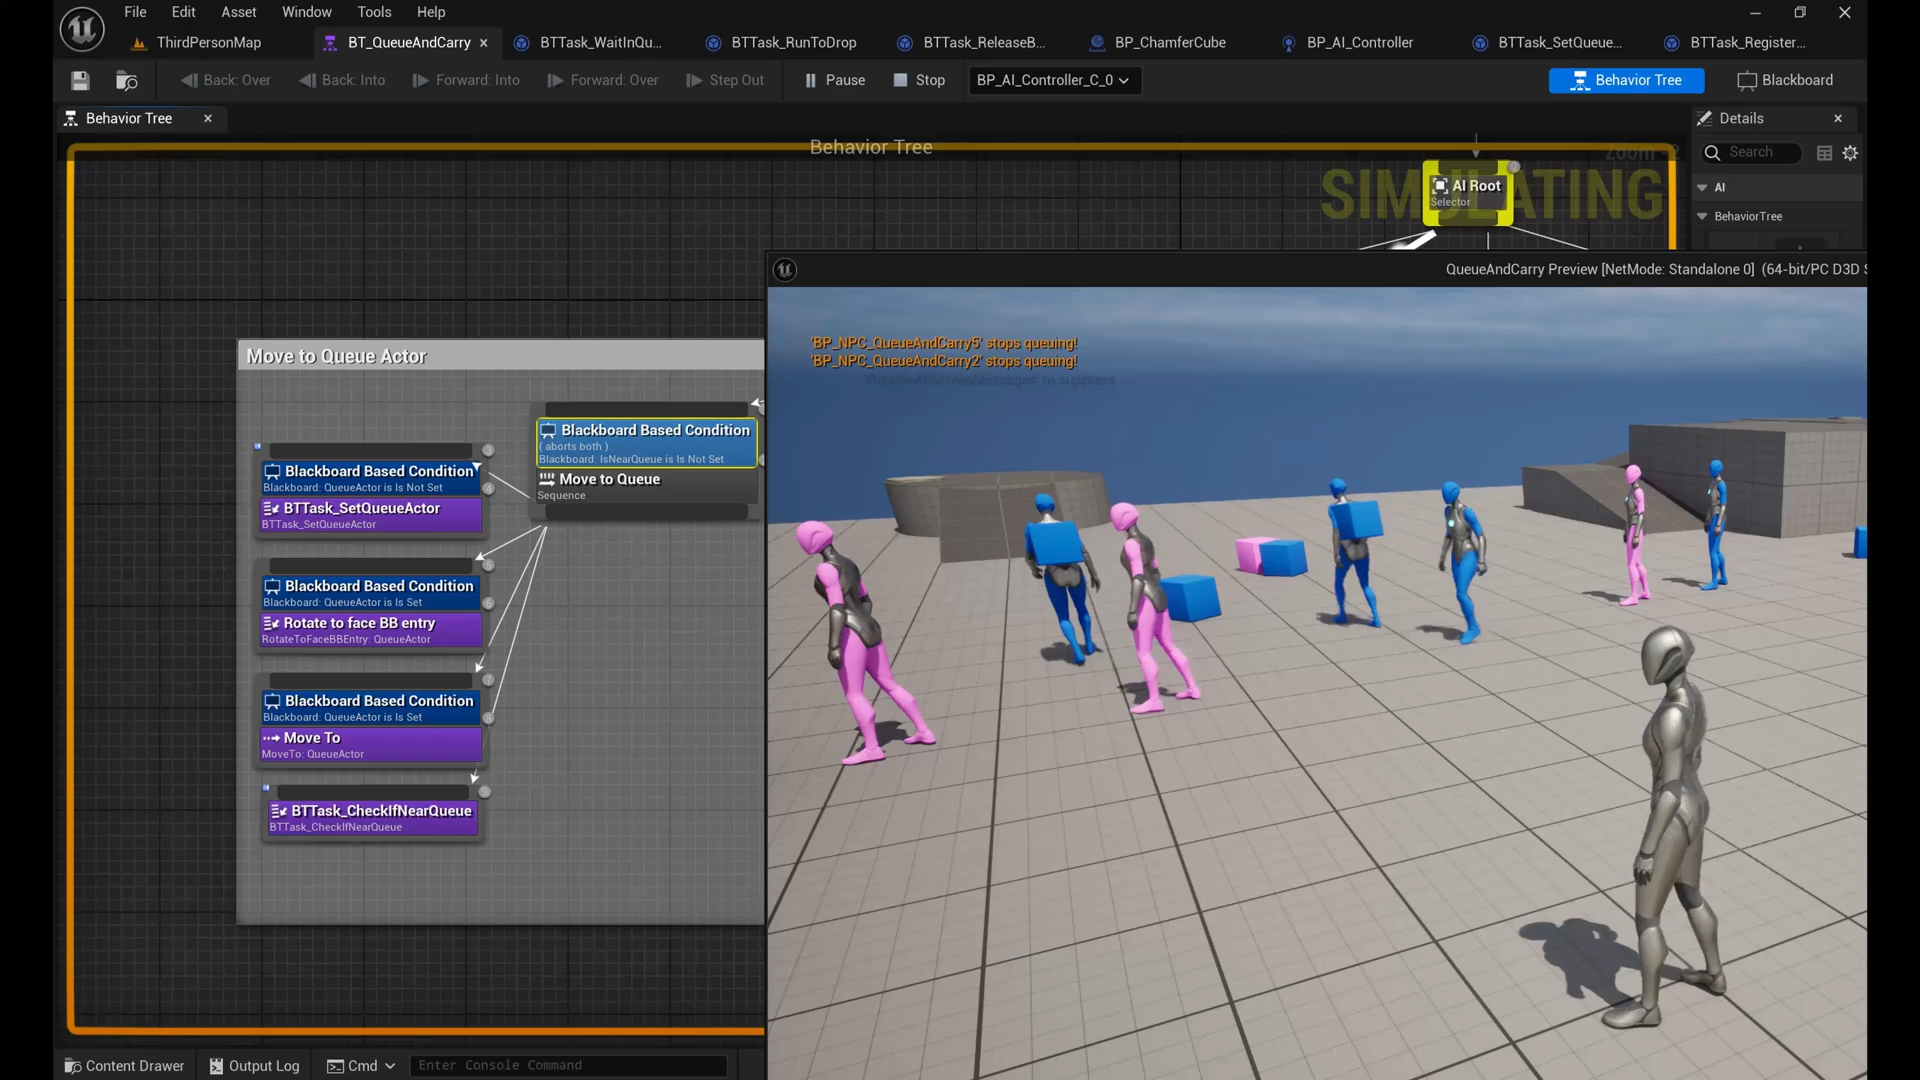 File Edit Asset Window Tools Help
ThirdPersonMap BT_QueueAndCarry BTTask_WaitInQu... BTTask_RunToDrop BTTask_ReleaseB... BP_ChamferCube BP_AI_Controller BTTask_SetQueue... BTTask_Register...
Back: Over Back: Into Forward: Into Forward: Over Step Out Pause Stop BP_AI_Controller_C_0 Behavior Tree Blackboard
Behavior Tree
Details
Behavior Tree
Zoom -2
Search
SIMULATING
AI Root
Selector
AI
BehaviorTree
QueueAndCarry Preview [NetMode: Standalone 0] (64-bit/PC D3D S
'BP_NPC_QueueAndCarry5' stops queuing!
'BP_NPC_QueueAndCarry2' stops queuing!
'DisableAllScreenMessages' to suppress
Move to Queue Actor
Blackboard Based Condition
( aborts both )
Blackboard: IsNearQueue is Is Not Set
Move to Queue
Sequence
Blackboard Based Condition
Blackboard: QueueActor is Is Not Set
BTTask_SetQueueActor
BTTask_SetQueueActor
Blackboard Based Condition
Blackboard: QueueActor is Is Set
Rotate to face BB entry
RotateToFaceBBEntry: QueueActor
Blackboard Based Condition
Blackboard: QueueActor is Is Set
Move To
MoveTo: QueueActor
BTTask_CheckIfNearQueue
BTTask_CheckIfNearQueue
Content Drawer Output Log Cmd Enter Console Command